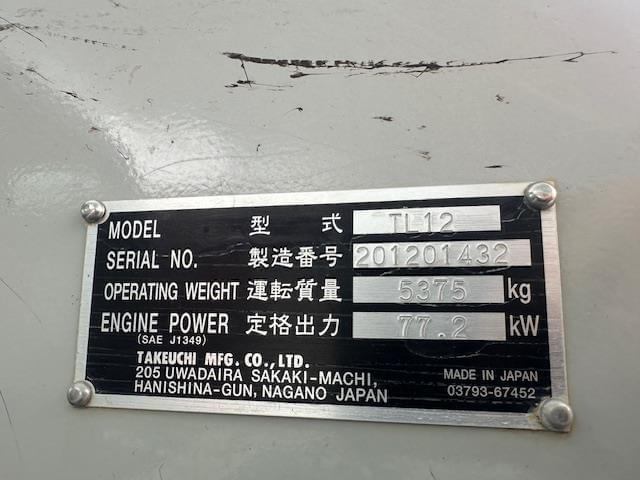 MODEL 型式 TL12
SERIAL NO. 製造番号 201201432
OPERATING WEIGHT 運転質量 5375 kg
ENGINE POWER 定格出力 77.2 kW
(SAE J1349)
TAKEUCHI MFG. CO., LTD.
205 UWADAIRA SAKAKI-MACHI,
HANISHINA-GUN, NAGANO JAPAN
MADE IN JAPAN
03793-67452